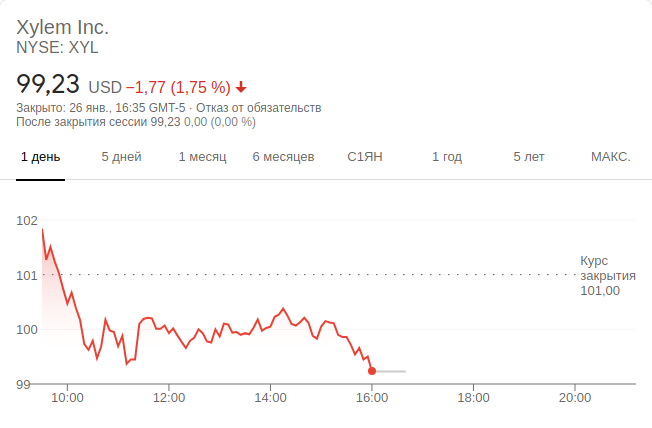 Xylem Inc.
NYSE: XYL
99,23 USD −1,77 (1,75 %)
Закрыто: 26 янв., 16:35 GMT-5 · Отказ от обязательств
После закрытия сессии 99,23 0,00 (0,00 %)
1 день 5 дней 1 месяц 6 месяцев С1ЯН 1 год 5 лет МАКС.
102
Курс
101 закрытия
101,00
100
99
10:00 12:00 14:00 16:00 18:00 20:00